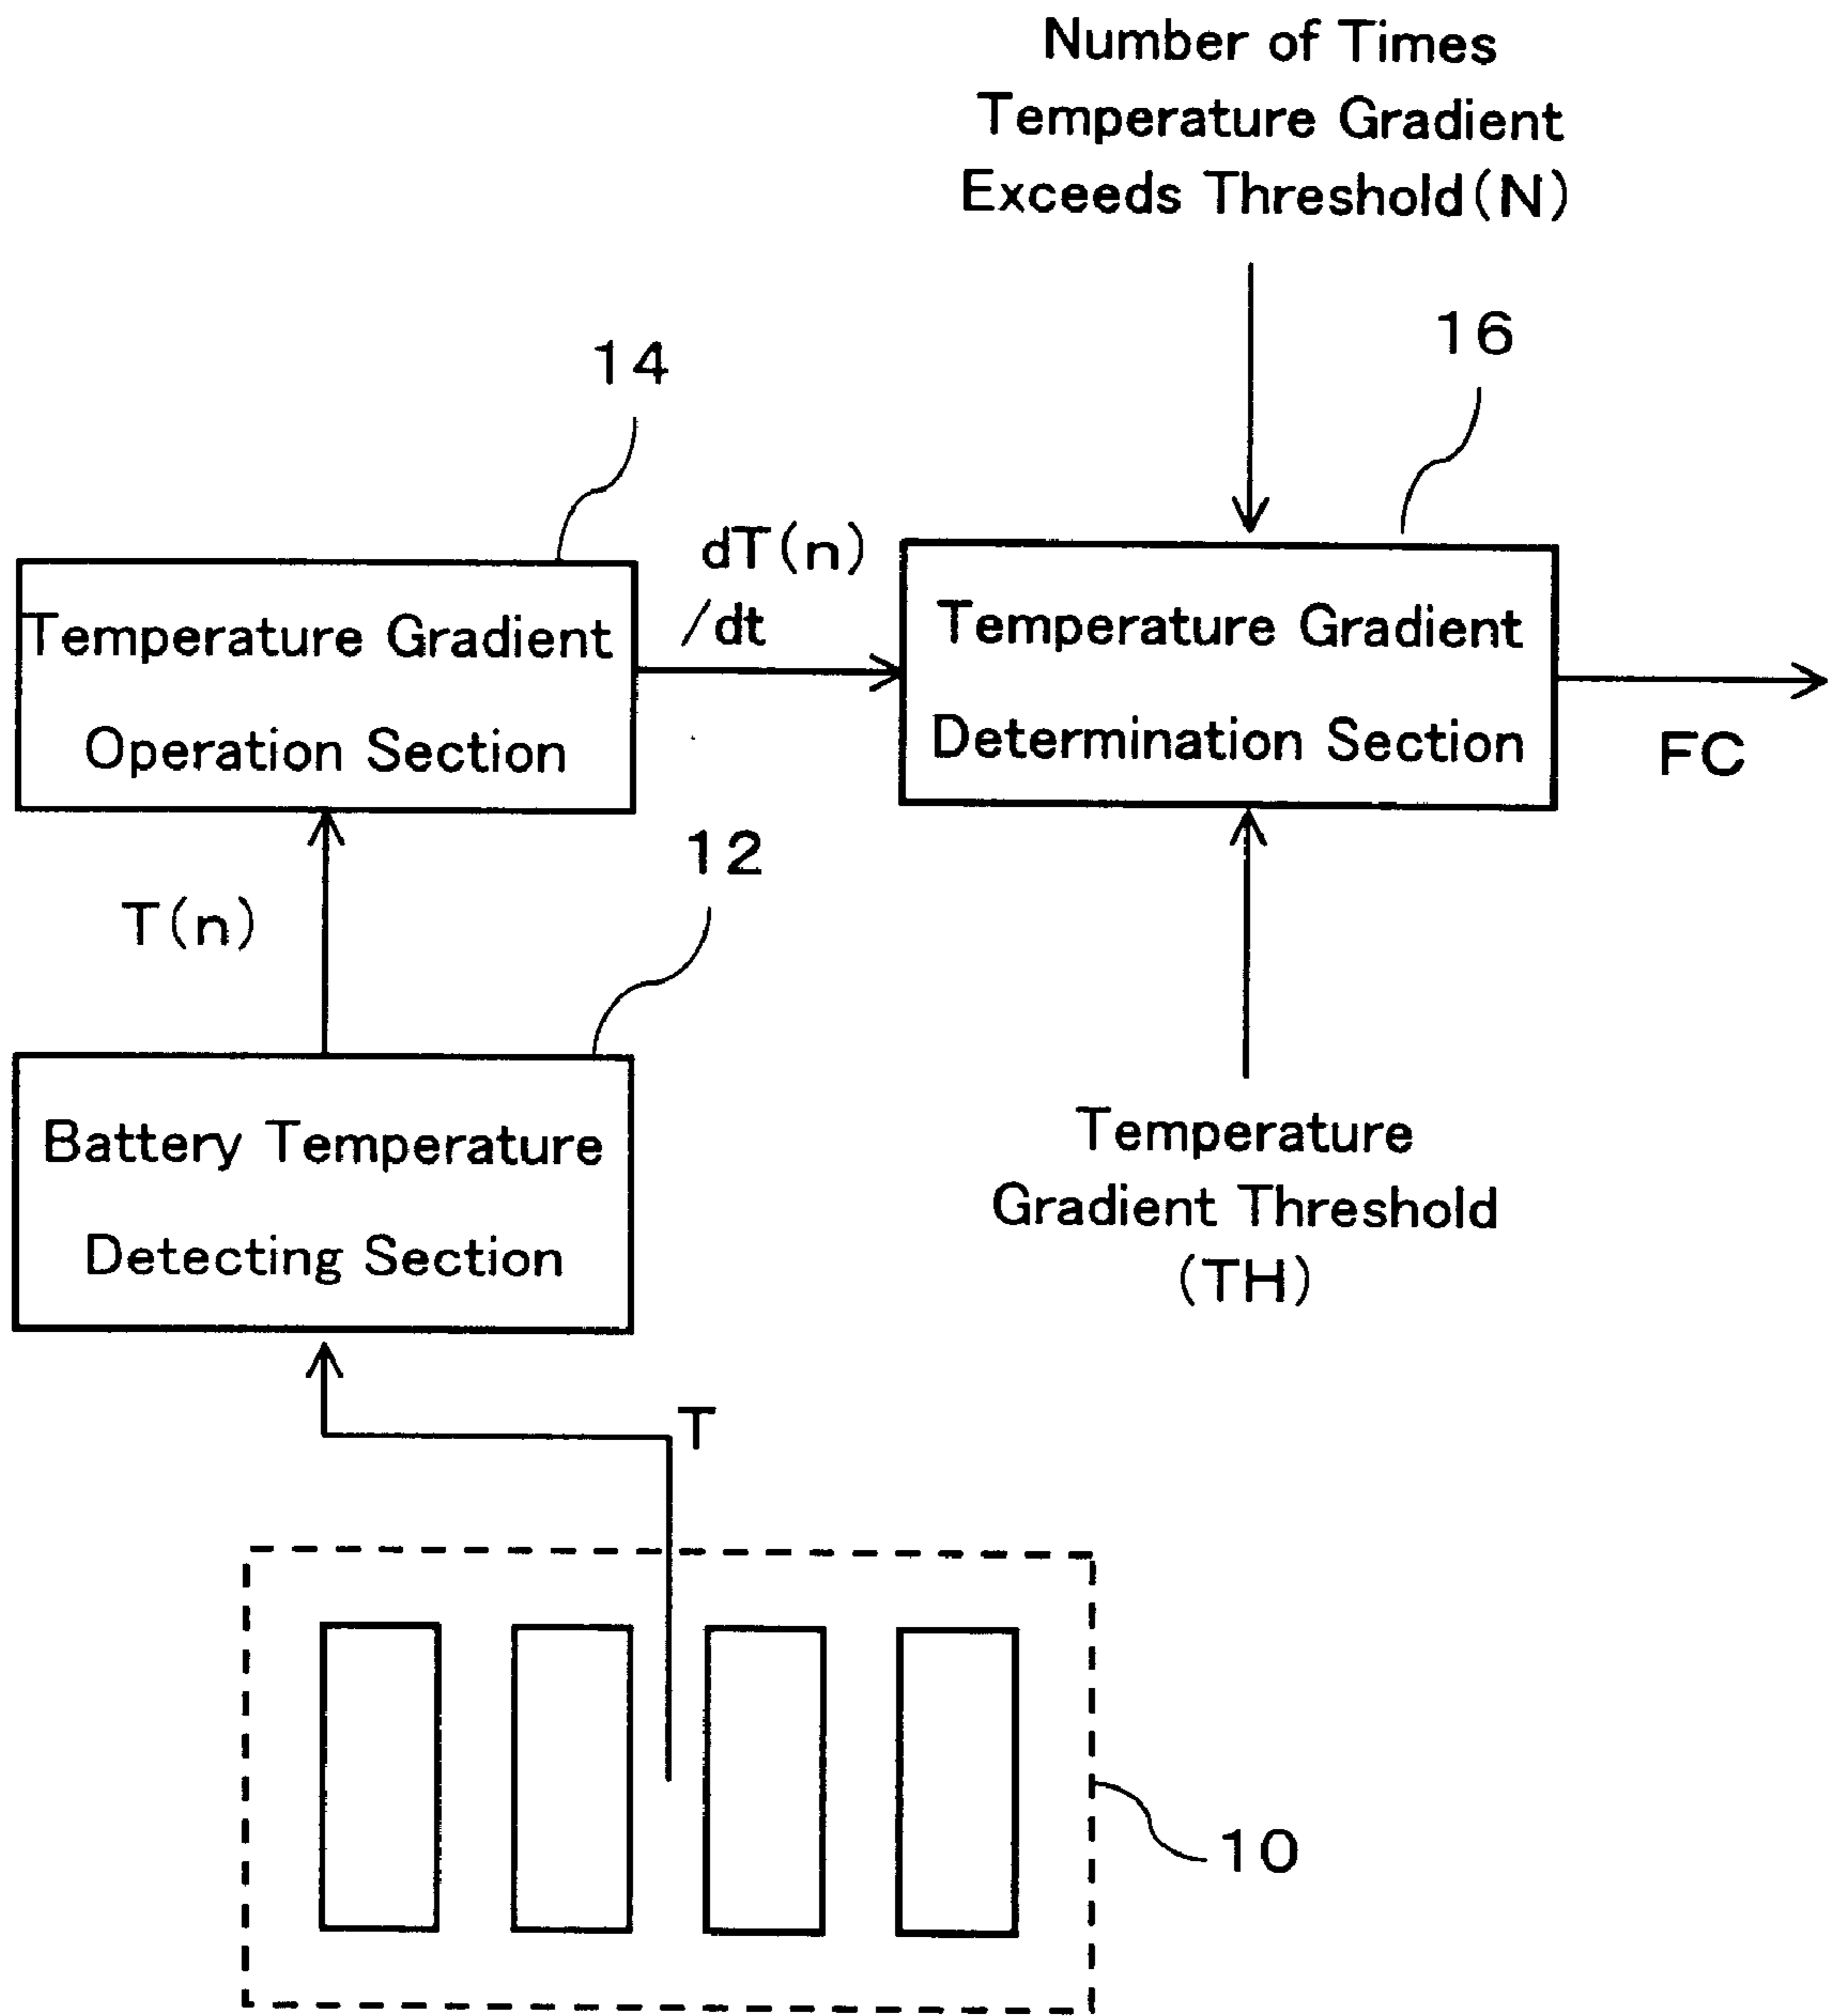 Number of Times
Temperature Gradient
Exceeds Threshold(N)
16
14
dT(n)
/dt
Temperature Gradient
Operation Section
Temperature Gradient
Determination Section
FC
12
T(n)
Battery Temperature
Detecting Section
Temperature
Gradient Threshold
(TH)
T
10